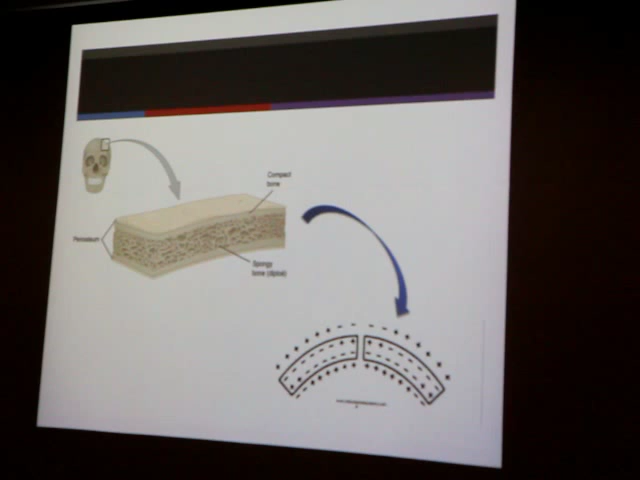 Compact
bone
Periosteum
Spongy
bone (diploë)